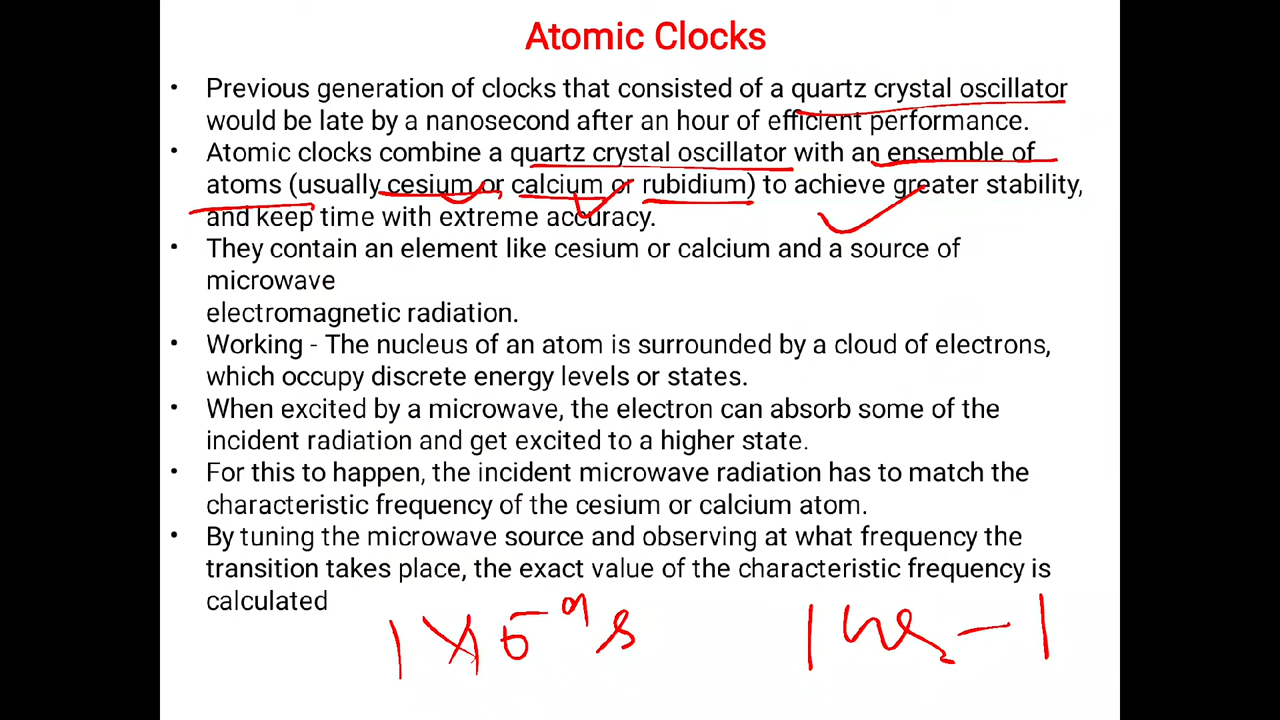 Atomic Clocks
• Previous generation of clocks that consisted of a quartz crystal oscillator
would be late by a nanosecond after an hour of efficient performance.
• Atomic clocks combine a quartz crystal oscillator with an ensemble of
atoms (usually cesium or calcium or rubidium) to achieve greater stability,
and keep time with extreme accuracy.
• They contain an element like cesium or calcium and a source of
microwave
electromagnetic radiation.
• Working - The nucleus of an atom is surrounded by a cloud of electrons,
which occupy discrete energy levels or states.
• When excited by a microwave, the electron can absorb some of the
incident radiation and get excited to a higher state.
• For this to happen, the incident microwave radiation has to match the
characteristic frequency of the cesium or calcium atom.
• By tuning the microwave source and observing at what frequency the
transition takes place, the exact value of the characteristic frequency is
calculated